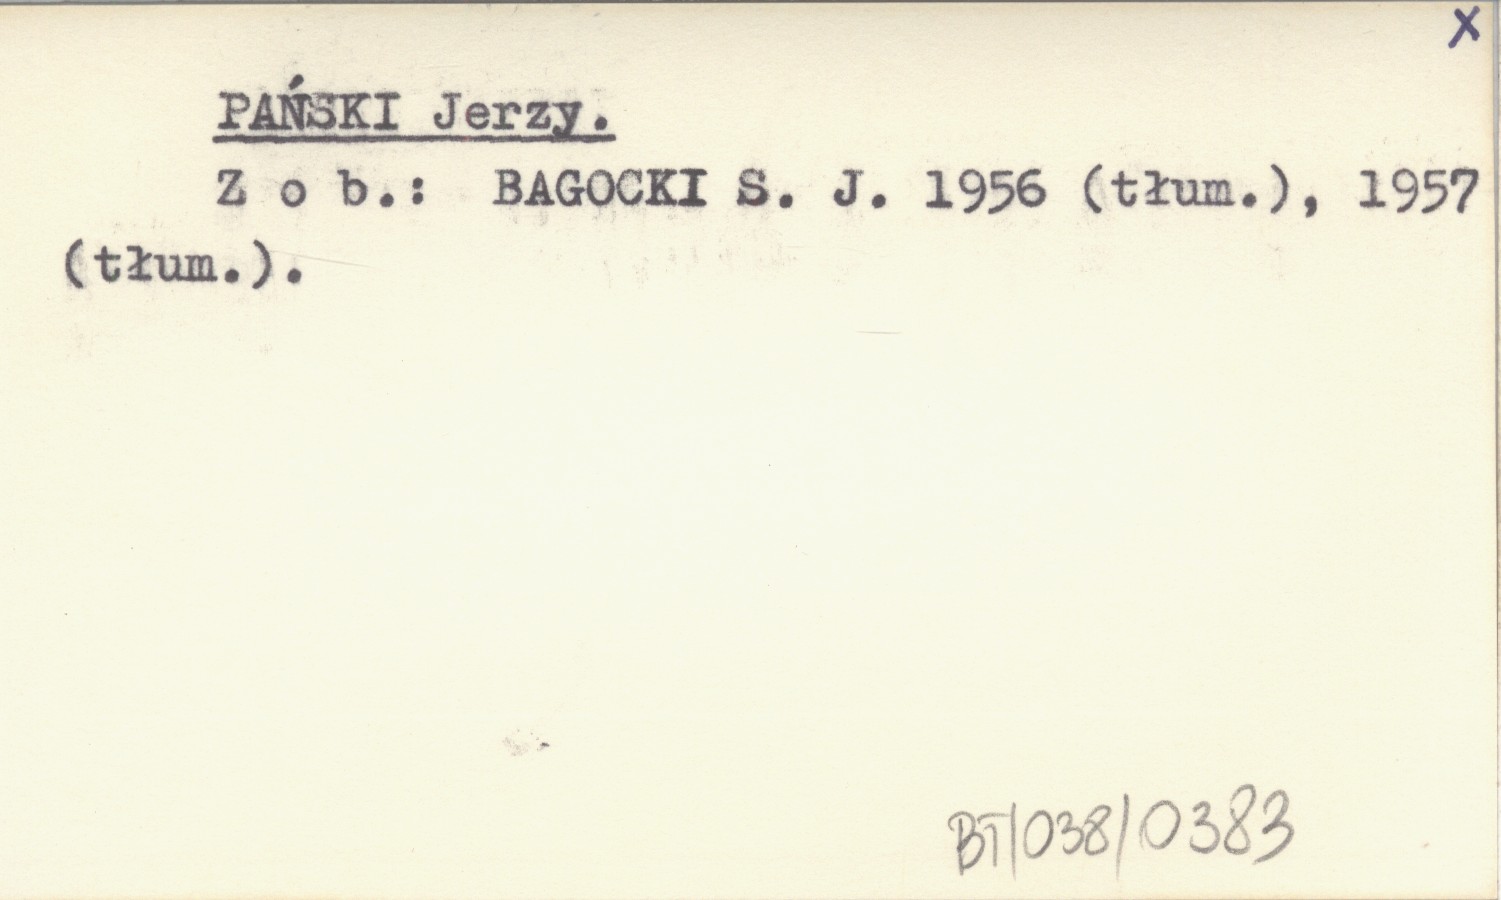 X
PAŃSKI Jerzy.
Z o b.: BAGOCKI S. J. 1956 (tłum.), 1957
(tłum.).
BT/038/0383